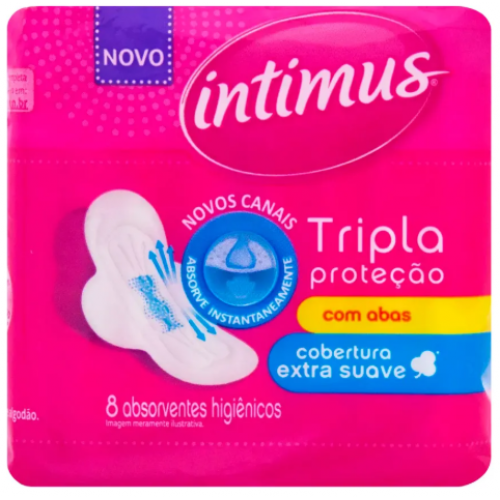 NOVO
intimus
NOVOS CANAIS
ABSORVE INSTANTANEAMENTE
Tripla
proteção
com abas
cobertura
extra suave
8 absorventes higiênicos
Imagem meramente ilustrativa.